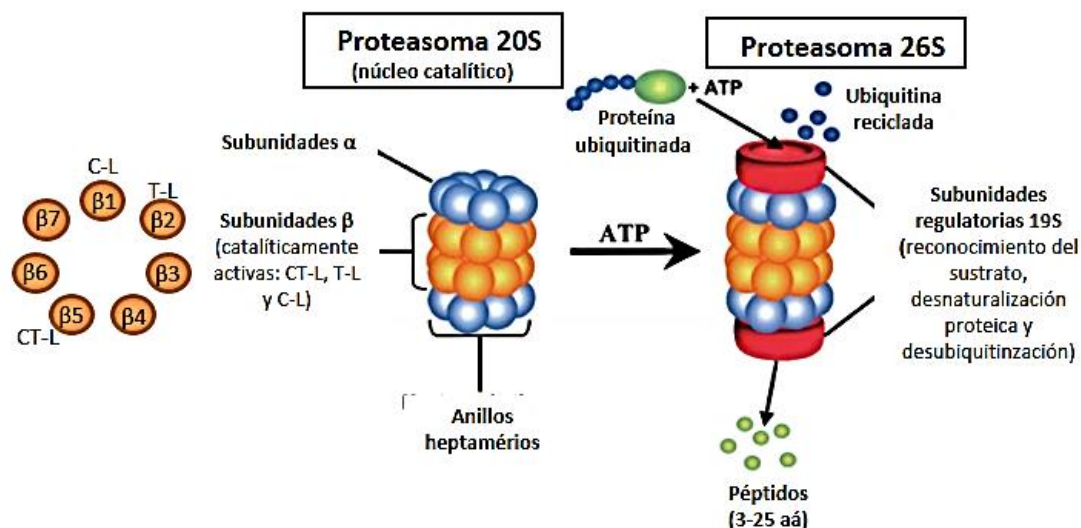 Proteasoma 20S
(núcleo catalítico)
Proteasoma 26S
+ ATP
Proteína
ubiquitinada
Ubiquitina
reciclada
Subunidades α
C-L
T-L
β1
β2
β3
β4
β5
β6
β7
CT-L
Subunidades β
(catalíticamente
activas: CT-L, T-L
y C-L)
ATP
Subunidades
regulatorias 19S
(reconocimiento del
sustrato,
desnaturalización
proteica y
desubiquitinzación)
Anillos
heptamérios
Péptidos
(3-25 aá)